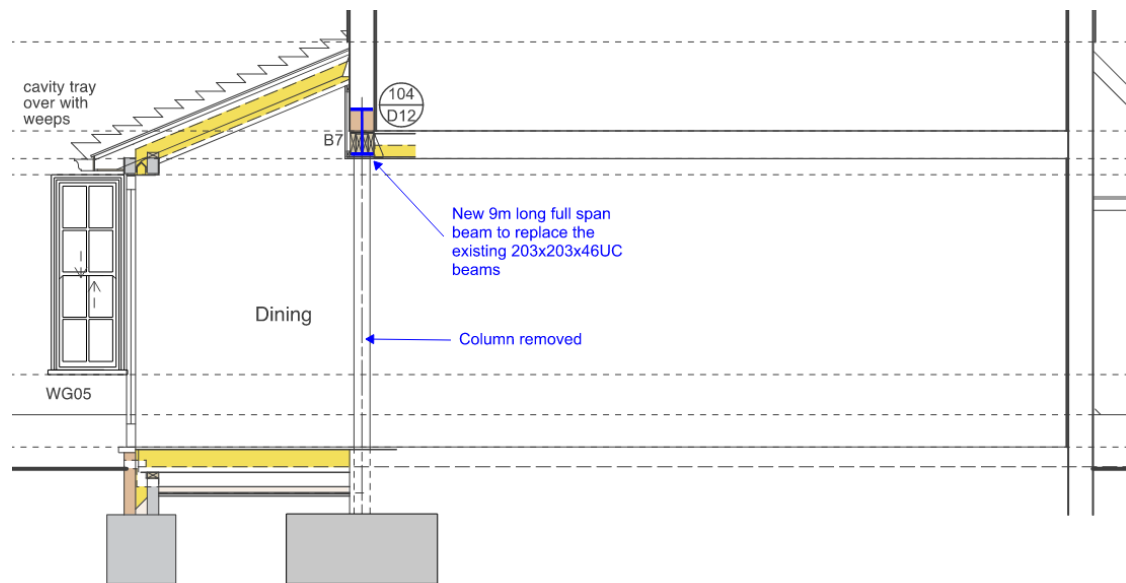 cavity tray
over with
weeps
104
D12
B7
New 9m long full span
beam to replace the
existing 203x203x46UC
beams
Dining
Column removed
WG05